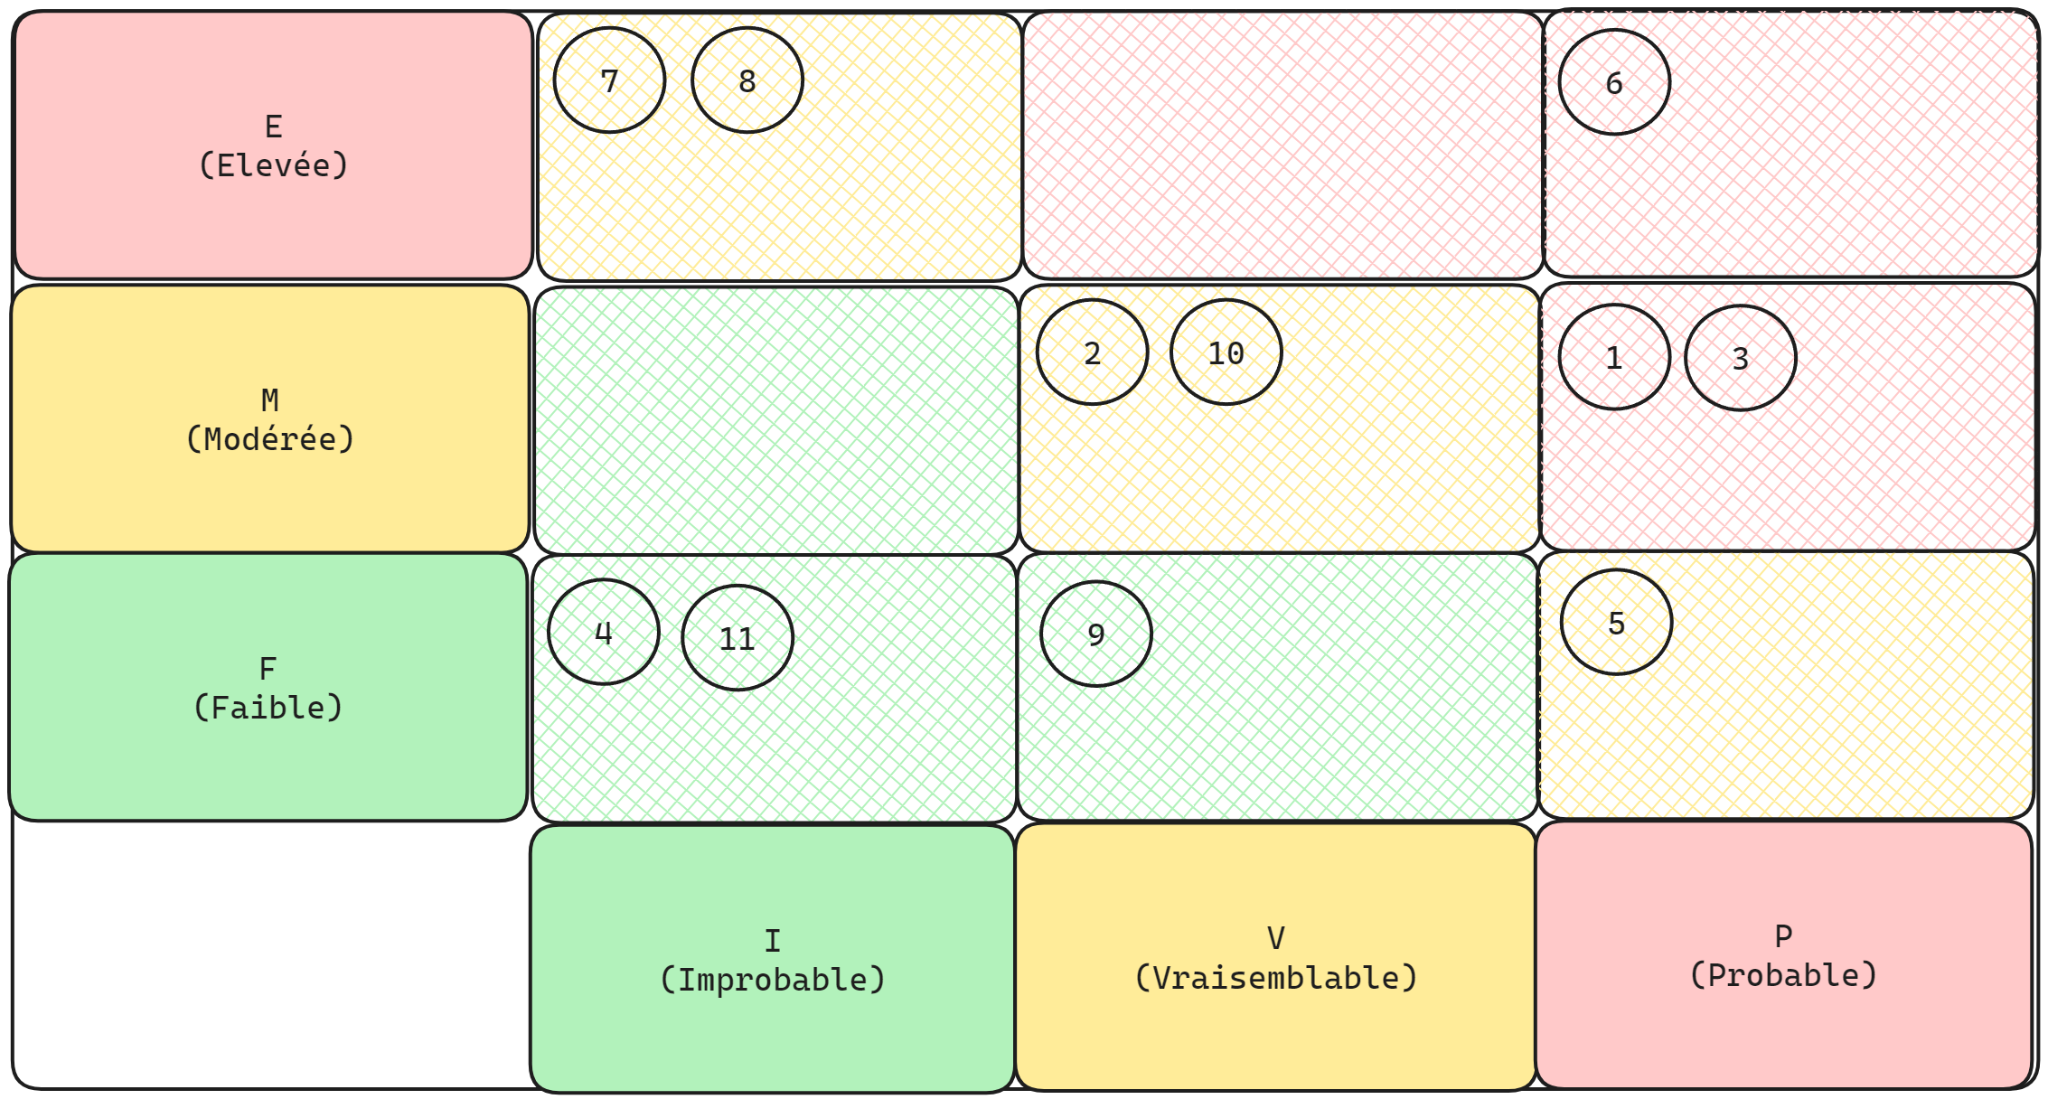 E
(Elevée)
7
8
6
M
(Modérée)
2
10
1
3
F
(Faible)
4
11
9
5
I
(Improbable)
V
(Vraisemblable)
P
(Probable)